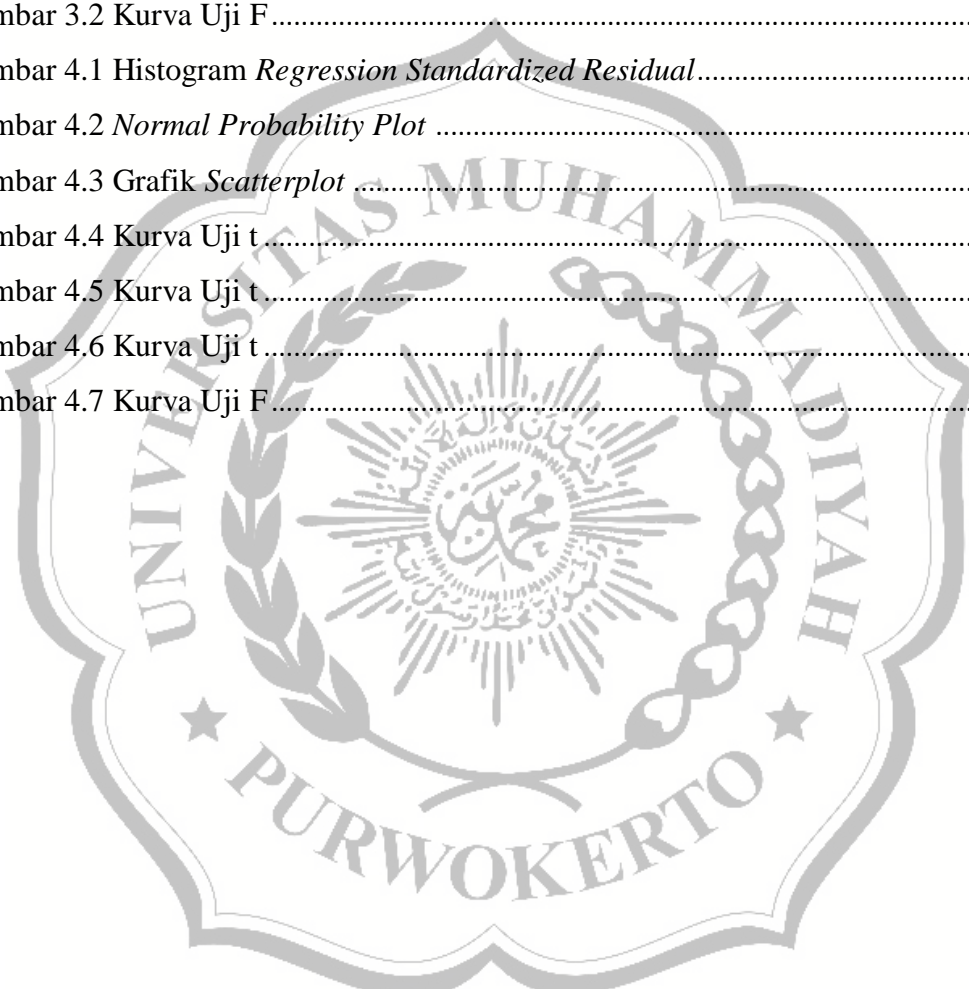 mbar 3.2 Kurva Uji F
mbar 4.1 Histogram Regression Standardized Residual
mbar 4.2 Normal Probability Plot
mbar 4.3 Grafik Scatterplot
mbar 4.4 Kurva Uji t
mbar 4.5 Kurva Uji t
mbar 4.6 Kurva Uji t
mbar 4.7 Kurva Uji F
UNIVERSITAS MUHAMMADIYAH
PURWOKERTO